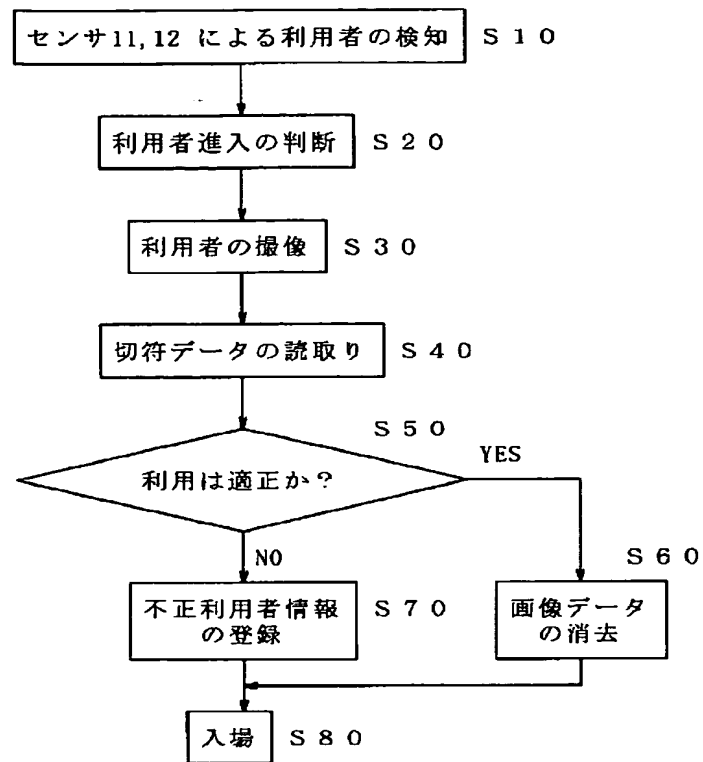 センサ11,12 による利用者の検知 S10
利用者進入の判断 S20
利用者の撮像 S30
切符データの読取り S40
S50
利用は適正か?
YES
NO
S60
不正利用者情報
の登録
S70
画像データ
の消去
入場 S80